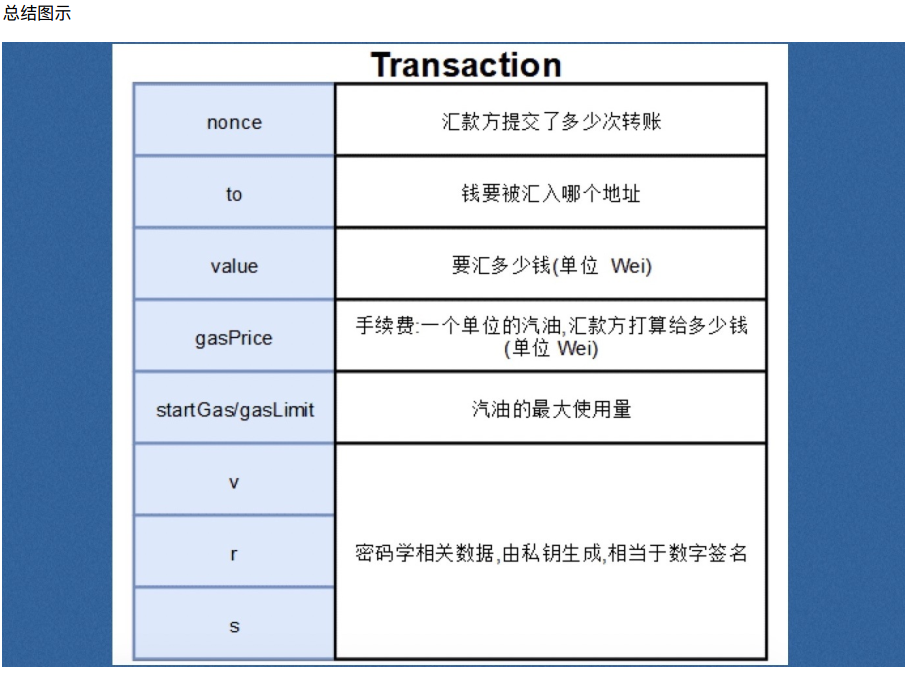 总结图示
Transaction
nonce
汇款方提交了多少次转账
to
钱要被汇入哪个地址
value
要汇多少钱(单位 Wei)
gasPrice
手续费:一个单位的汽油,汇款方打算给多少钱
(单位 Wei)
startGas/gasLimit
汽油的最大使用量
v
r
密码学相关数据,由私钥生成,相当于数字签名
s